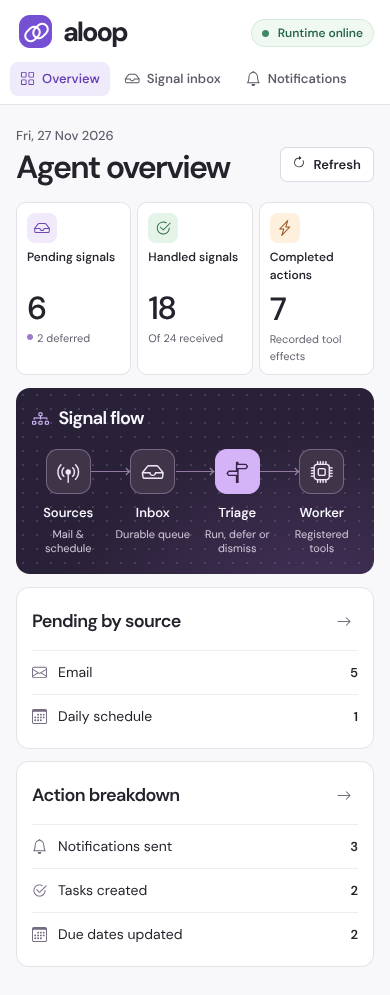 aloop
Runtime online
Overview
Signal inbox
Notifications
Fri, 27 Nov 2026
Agent overview
Refresh
Pending signals
6
2 deferred
Handled signals
18
Of 24 received
Completed
actions
7
Recorded tool
effects
Signal flow
Sources
Mail &
schedule
Inbox
Durable queue
Triage
Run, defer or
dismiss
Worker
Registered
tools
Pending by source
Email 5
Daily schedule 1
Action breakdown
Notifications sent 3
Tasks created 2
Due dates updated 2